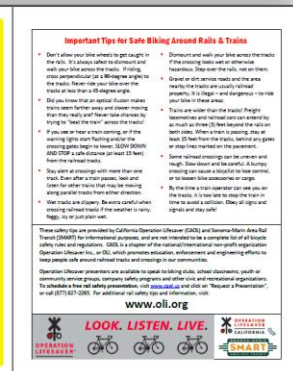 Important Tips for Safe Biking Around Rails & Trains
• Don't allow your bike wheels to get caught in
the rails. It's always safest to dismount and
walk your bike across the tracks. If riding,
cross perpendicular (at a 90-degree angle) to
the tracks. Never ride your bike over the
tracks at less than a 45-degree angle.
• Did you know that an optical illusion makes
trains seem farther away and slower moving
than they really are? Never take chances by
trying to "beat the train" across the tracks!
• If you see or hear a train coming, or if the
warning lights start flashing and/or the
crossing gates begin to lower, SLOW DOWN
AND STOP a safe distance (at least 15 feet)
from the railroad tracks.
• Stay alert at crossings with more than one
track. Even after a train passes, look and
listen for other trains that may be moving
along parallel tracks from either direction.
• Wet tracks are slippery. Be extra careful when
crossing railroad tracks if the weather is rainy,
foggy, icy or just plain wet.
• Dismount and walk your bike across the tracks
if the crossing looks wet or otherwise
hazardous. Step over the rails, not on them.
• Gravel or dirt service roads and the area
nearby the tracks are usually railroad
property. It is illegal – and dangerous – to ride
your bike in these areas.
• Trains are wider than the tracks! Freight
locomotives and railroad cars can extend by
as much as three (3) feet beyond the rails on
both sides. When a train is passing, stay at
least 15 feet from the tracks, behind any gates
or stop lines marked on the pavement.
• Some railroad crossings can be uneven and
rough. Slow down and be careful. A bumpy
crossing can cause a bicyclist to lose control,
or to loosen bike accessories or cargo.
• By the time a train operator can see you on
the tracks, it is too late to stop the train in
time to avoid a collision. Obey all signs and
signals and stay safe!
These safety tips are provided by California Operation Lifesaver (CAOL) and Sonoma-Marin Area Rail
Transit (SMART) for informational purposes, and are not intended to be a complete list of all bicycle
safety rules and regulations. CAOL is a chapter of the national/international non-profit organization
Operation Lifesaver Inc., or OLI, which promotes education, enforcement and engineering efforts to
keep people safe around railroad tracks and crossings in our communities.
Operation Lifesaver presenters are available to speak to biking clubs, school classrooms, youth or
community service groups, company safety programs and other civic and recreational organizations.
To schedule a free rail safety presentation, visit www.caol.us and click on "Request a Presentation",
or call (877) 827-2265. For additional rail safety tips and information, visit:
www.oli.org
OPERATION
LIFESAVER
LOOK. LISTEN. LIVE.
OPERATION
LIFESAVER
CALIFORNIA
SONOMA-MARIN
SMART